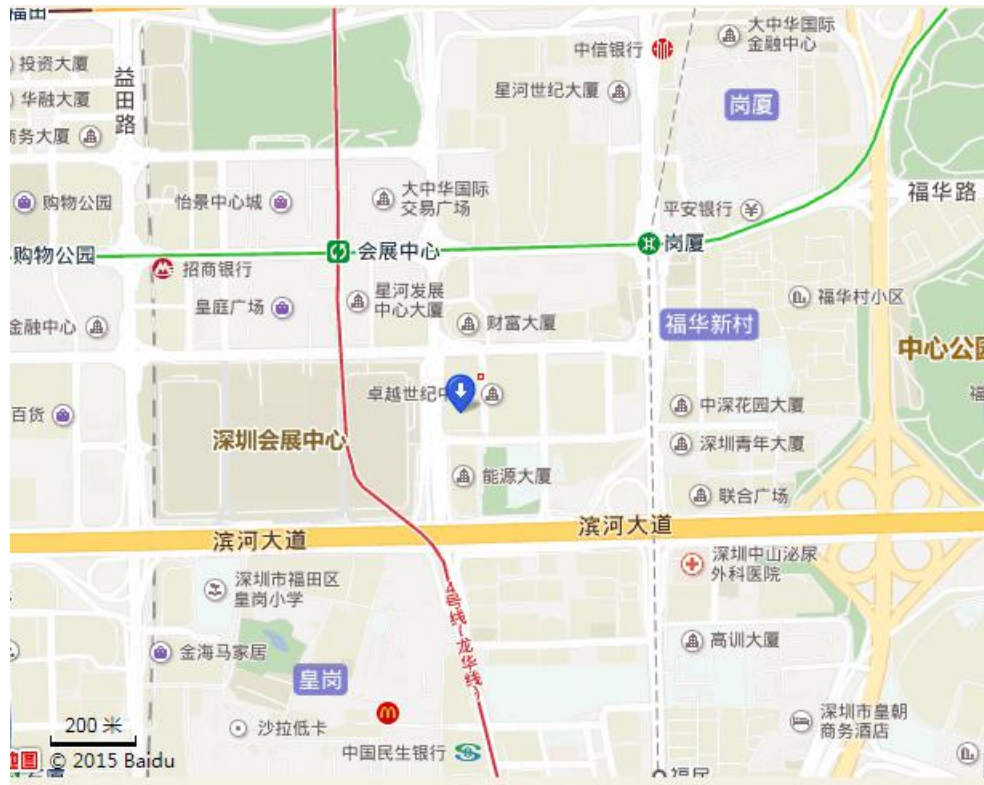 福田
投资大厦
华融大厦
商务大厦
益田路
中信银行
大中华国际
金融中心
星河世纪大厦
岗厦
购物公园
怡景中心城
大中华国际
交易广场
平安银行
福华路
购物公园
会展中心
岗厦
招商银行
皇庭广场
星河发展
中心大厦
金融中心
财富大厦
福华新村
福华村小区
中心公园
百货
卓越世纪中
中深花园大厦
福
深圳会展中心
深圳青年大厦
能源大厦
联合广场
滨河大道
滨河大道
深圳市福田区
皇岗小学
4号线(龙华线)
深圳中山泌尿
外科医院
金海马家居
高训大厦
皇岗
200 米
沙拉低卡
深圳市皇朝
商务酒店
中国民生银行
地圖 © 2015 Baidu
福民